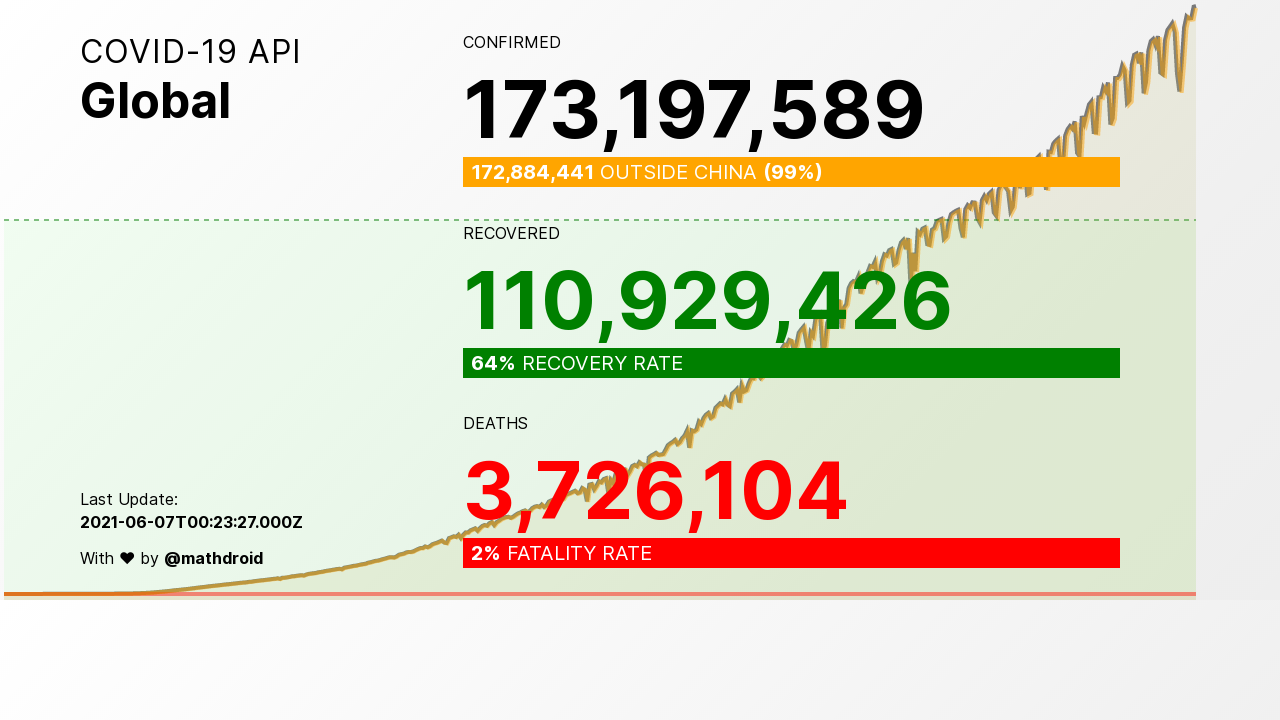 COVID-19 API
Global
CONFIRMED
173,197,589
172,884,441 OUTSIDE CHINA (99%)
RECOVERED
110,929,426
64% RECOVERY RATE
DEATHS
3,726,104
2% FATALITY RATE
Last Update:
2021-06-07T00:23:27.000Z
With ♥ by @mathdroid